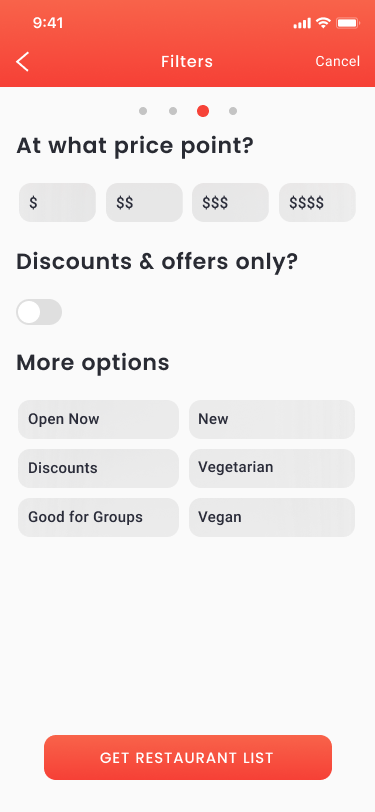 9:41
Filters Cancel
At what price point?
$ $$ $$$ $$$$
Discounts & offers only?
More options
Open Now New
Discounts Vegetarian
Good for Groups Vegan
GET RESTAURANT LIST